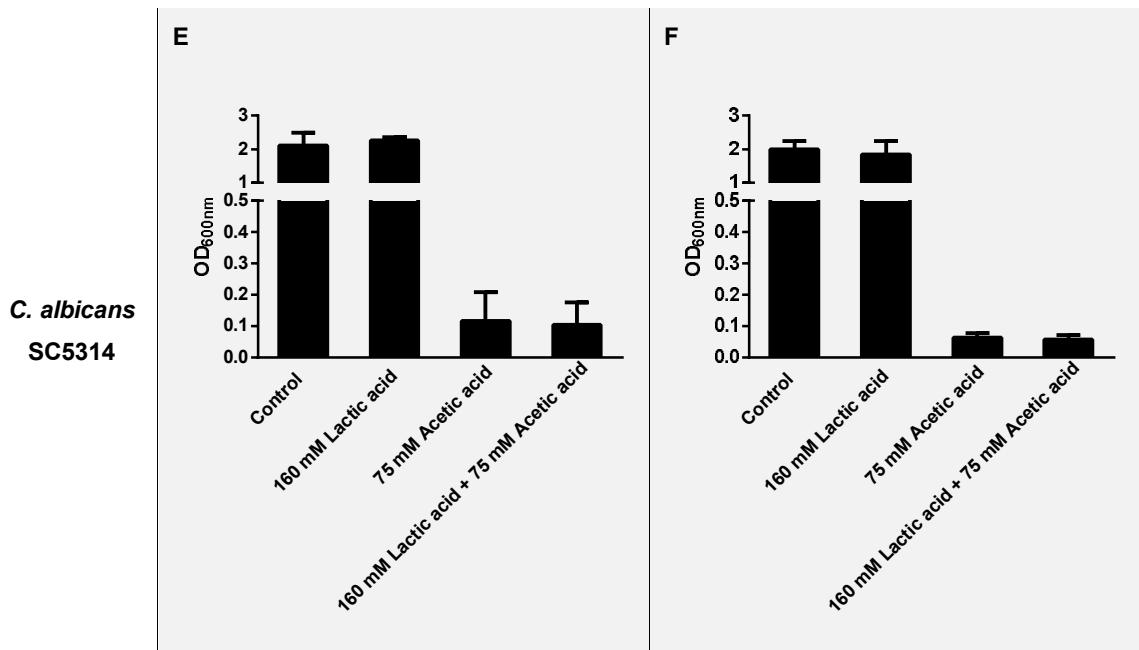 E
3
2
1
0.5
0.4
0.3
0.2
0.1
0.0
OD600nm
Control
160 mM Lactic acid
75 mM Acetic acid
160 mM Lactic acid + 75 mM Acetic acid
F
3
2
1
0.5
0.4
0.3
0.2
0.1
0.0
OD600nm
Control
160 mM Lactic acid
75 mM Acetic acid
160 mM Lactic acid + 75 mM Acetic acid
C. albicans
SC5314